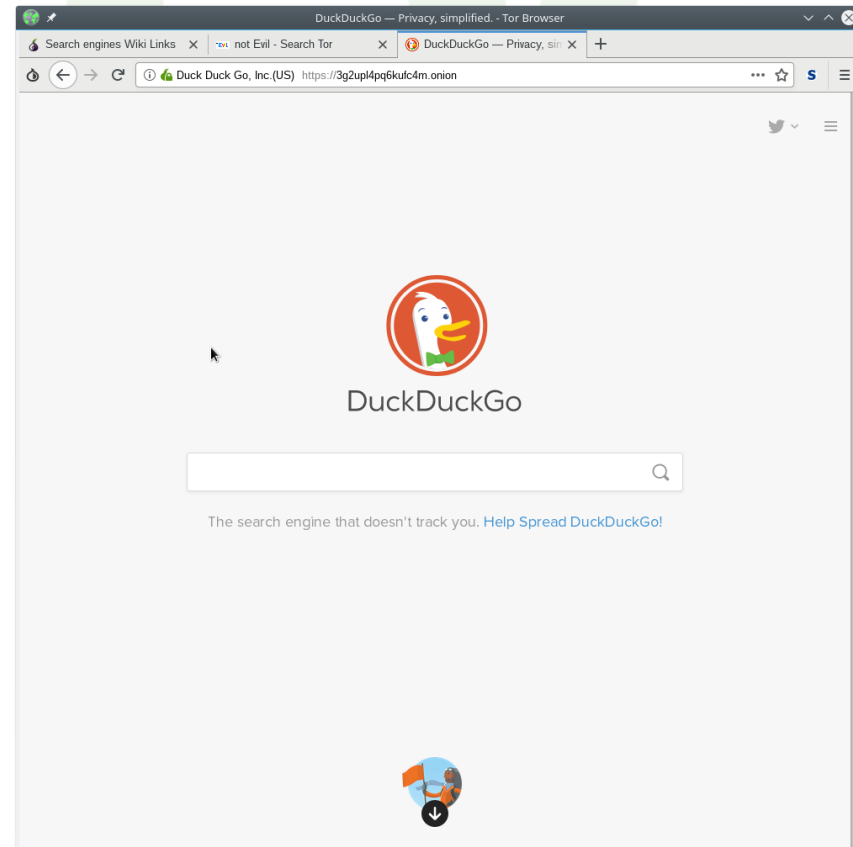 DuckDuckGo — Privacy, simplified. - Tor Browser
Search engines Wiki Links
not Evil - Search Tor
DuckDuckGo — Privacy, sim
Duck Duck Go, Inc.(US) https://3g2upl4pq6kufc4m.onion
S
DuckDuckGo
The search engine that doesn't track you. Help Spread DuckDuckGo!